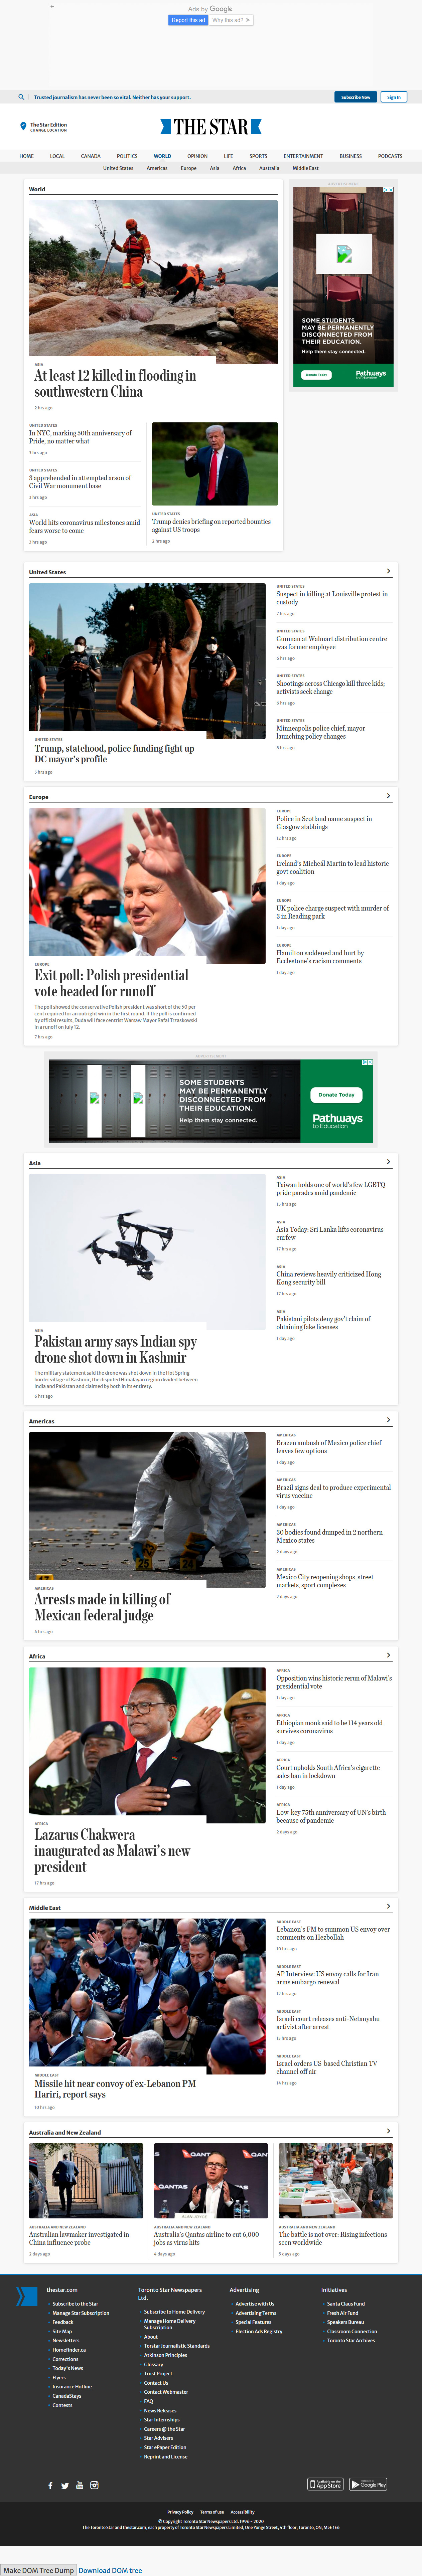 Ads by Google
Report this ad
Why this ad?
Trusted journalism has never been so vital. Neither has your support.
Subscribe Now
Sign In
The Star Edition
CHANGE LOCATION
THE STAR
HOME LOCAL CANADA POLITICS WORLD OPINION LIFE SPORTS ENTERTAINMENT BUSINESS PODCASTS
United States Americas Europe Asia Africa Australia Middle East
World
ASIA
At least 12 killed in flooding in
southwestern China
2 hrs ago
UNITED STATES
In NYC, marking 50th anniversary of
Pride, no matter what
3 hrs ago
UNITED STATES
3 apprehended in attempted arson of
Civil War monument base
3 hrs ago
ASIA
World hits coronavirus milestones amid
fears worse to come
3 hrs ago
UNITED STATES
Trump denies briefing on reported bounties
against US troops
2 hrs ago
ADVERTISEMENT
SOME STUDENTS
MAY BE PERMANENTLY
DISCONNECTED FROM
THEIR EDUCATION.
Help them stay connected.
Donate Today
Pathways
to Education
United States
UNITED STATES
Trump, statehood, police funding fight up
DC mayor's profile
5 hrs ago
UNITED STATES
Suspect in killing at Louisville protest in
custody
7 hrs ago
UNITED STATES
Gunman at Walmart distribution centre
was former employee
6 hrs ago
UNITED STATES
Shootings across Chicago kill three kids;
activists seek change
6 hrs ago
UNITED STATES
Minneapolis police chief, mayor
launching policy changes
8 hrs ago
Europe
EUROPE
Exit poll: Polish presidential
vote headed for runoff
The poll showed the conservative Polish president was short of the 50 per
cent required for an outright win in the first round. If the poll is confirmed
by official results, Duda will face centrist Warsaw Mayor Rafał Trzaskowski
in a runoff on July 12.
7 hrs ago
EUROPE
Police in Scotland name suspect in
Glasgow stabbings
12 hrs ago
EUROPE
Ireland's Micheál Martin to lead historic
govt coalition
1 day ago
EUROPE
UK police charge suspect with murder of
3 in Reading park
1 day ago
EUROPE
Hamilton saddened and hurt by
Ecclestone's racism comments
1 day ago
ADVERTISEMENT
SOME STUDENTS
MAY BE PERMANENTLY
DISCONNECTED FROM
THEIR EDUCATION.
Help them stay connected.
Donate Today
Pathways
to Education
Asia
ASIA
Pakistan army says Indian spy
drone shot down in Kashmir
The military statement said the drone was shot down in the Hot Spring
border village of Kashmir, the disputed Himalayan region divided between
India and Pakistan and claimed by both in its entirety.
6 hrs ago
ASIA
Taiwan holds one of world's few LGBTQ
pride parades amid pandemic
15 hrs ago
ASIA
Asia Today: Sri Lanka lifts coronavirus
curfew
17 hrs ago
ASIA
China reviews heavily criticized Hong
Kong security bill
17 hrs ago
ASIA
Pakistani pilots deny gov't claim of
obtaining fake licenses
1 day ago
Americas
AMERICAS
Arrests made in killing of
Mexican federal judge
4 hrs ago
AMERICAS
Brazen ambush of Mexico police chief
leaves few options
1 day ago
AMERICAS
Brazil signs deal to produce experimental
virus vaccine
1 day ago
AMERICAS
30 bodies found dumped in 2 northern
Mexico states
2 days ago
AMERICAS
Mexico City reopening shops, street
markets, sport complexes
2 days ago
Africa
AFRICA
Lazarus Chakwera
inaugurated as Malawi's new
president
17 hrs ago
AFRICA
Opposition wins historic rerun of Malawi's
presidential vote
1 day ago
AFRICA
Ethiopian monk said to be 114 years old
survives coronavirus
1 day ago
AFRICA
Court upholds South Africa's cigarette
sales ban in lockdown
1 day ago
AFRICA
Low-key 75th anniversary of UN's birth
because of pandemic
2 days ago
Middle East
MIDDLE EAST
Missile hit near convoy of ex-Lebanon PM
Hariri, report says
10 hrs ago
MIDDLE EAST
Lebanon's FM to summon US envoy over
comments on Hezbollah
10 hrs ago
MIDDLE EAST
AP Interview: US envoy calls for Iran
arms embargo renewal
12 hrs ago
MIDDLE EAST
Israeli court releases anti-Netanyahu
activist after arrest
13 hrs ago
MIDDLE EAST
Israel orders US-based Christian TV
channel off air
14 hrs ago
Australia and New Zealand
AUSTRALIA AND NEW ZEALAND
Australian lawmaker investigated in
China influence probe
2 days ago
QANTAS
ALAN JOYCE
AUSTRALIA AND NEW ZEALAND
Australia's Qantas airline to cut 6,000
jobs as virus hits
4 days ago
AUSTRALIA AND NEW ZEALAND
The battle is not over: Rising infections
seen worldwide
5 days ago
thestar.com
Subscribe to the Star
Manage Star Subscription
Feedback
Site Map
Newsletters
Homefinder.ca
Corrections
Today's News
Flyers
Insurance Hotline
CanadaStays
Contests
Toronto Star Newspapers
Ltd.
Subscribe to Home Delivery
Manage Home Delivery
Subscription
About
Torstar Journalistic Standards
Atkinson Principles
Glossary
Trust Project
Contact Us
Contact Webmaster
FAQ
News Releases
Star Internships
Careers @ the Star
Star Advisers
Star ePaper Edition
Reprint and License
Advertising
Advertise with Us
Advertising Terms
Special Features
Election Ads Registry
Initiatives
Santa Claus Fund
Fresh Air Fund
Speakers Bureau
Classroom Connection
Toronto Star Archives
Available on the
App Store
Google Play
Privacy Policy Terms of use Accessibility
© Copyright Toronto Star Newspapers Ltd. 1996 - 2020
The Toronto Star and thestar.com, each property of Toronto Star Newspapers Limited, One Yonge Street, 4th floor, Toronto, ON, M5E 1E6
Make DOM Tree Dump Download DOM tree